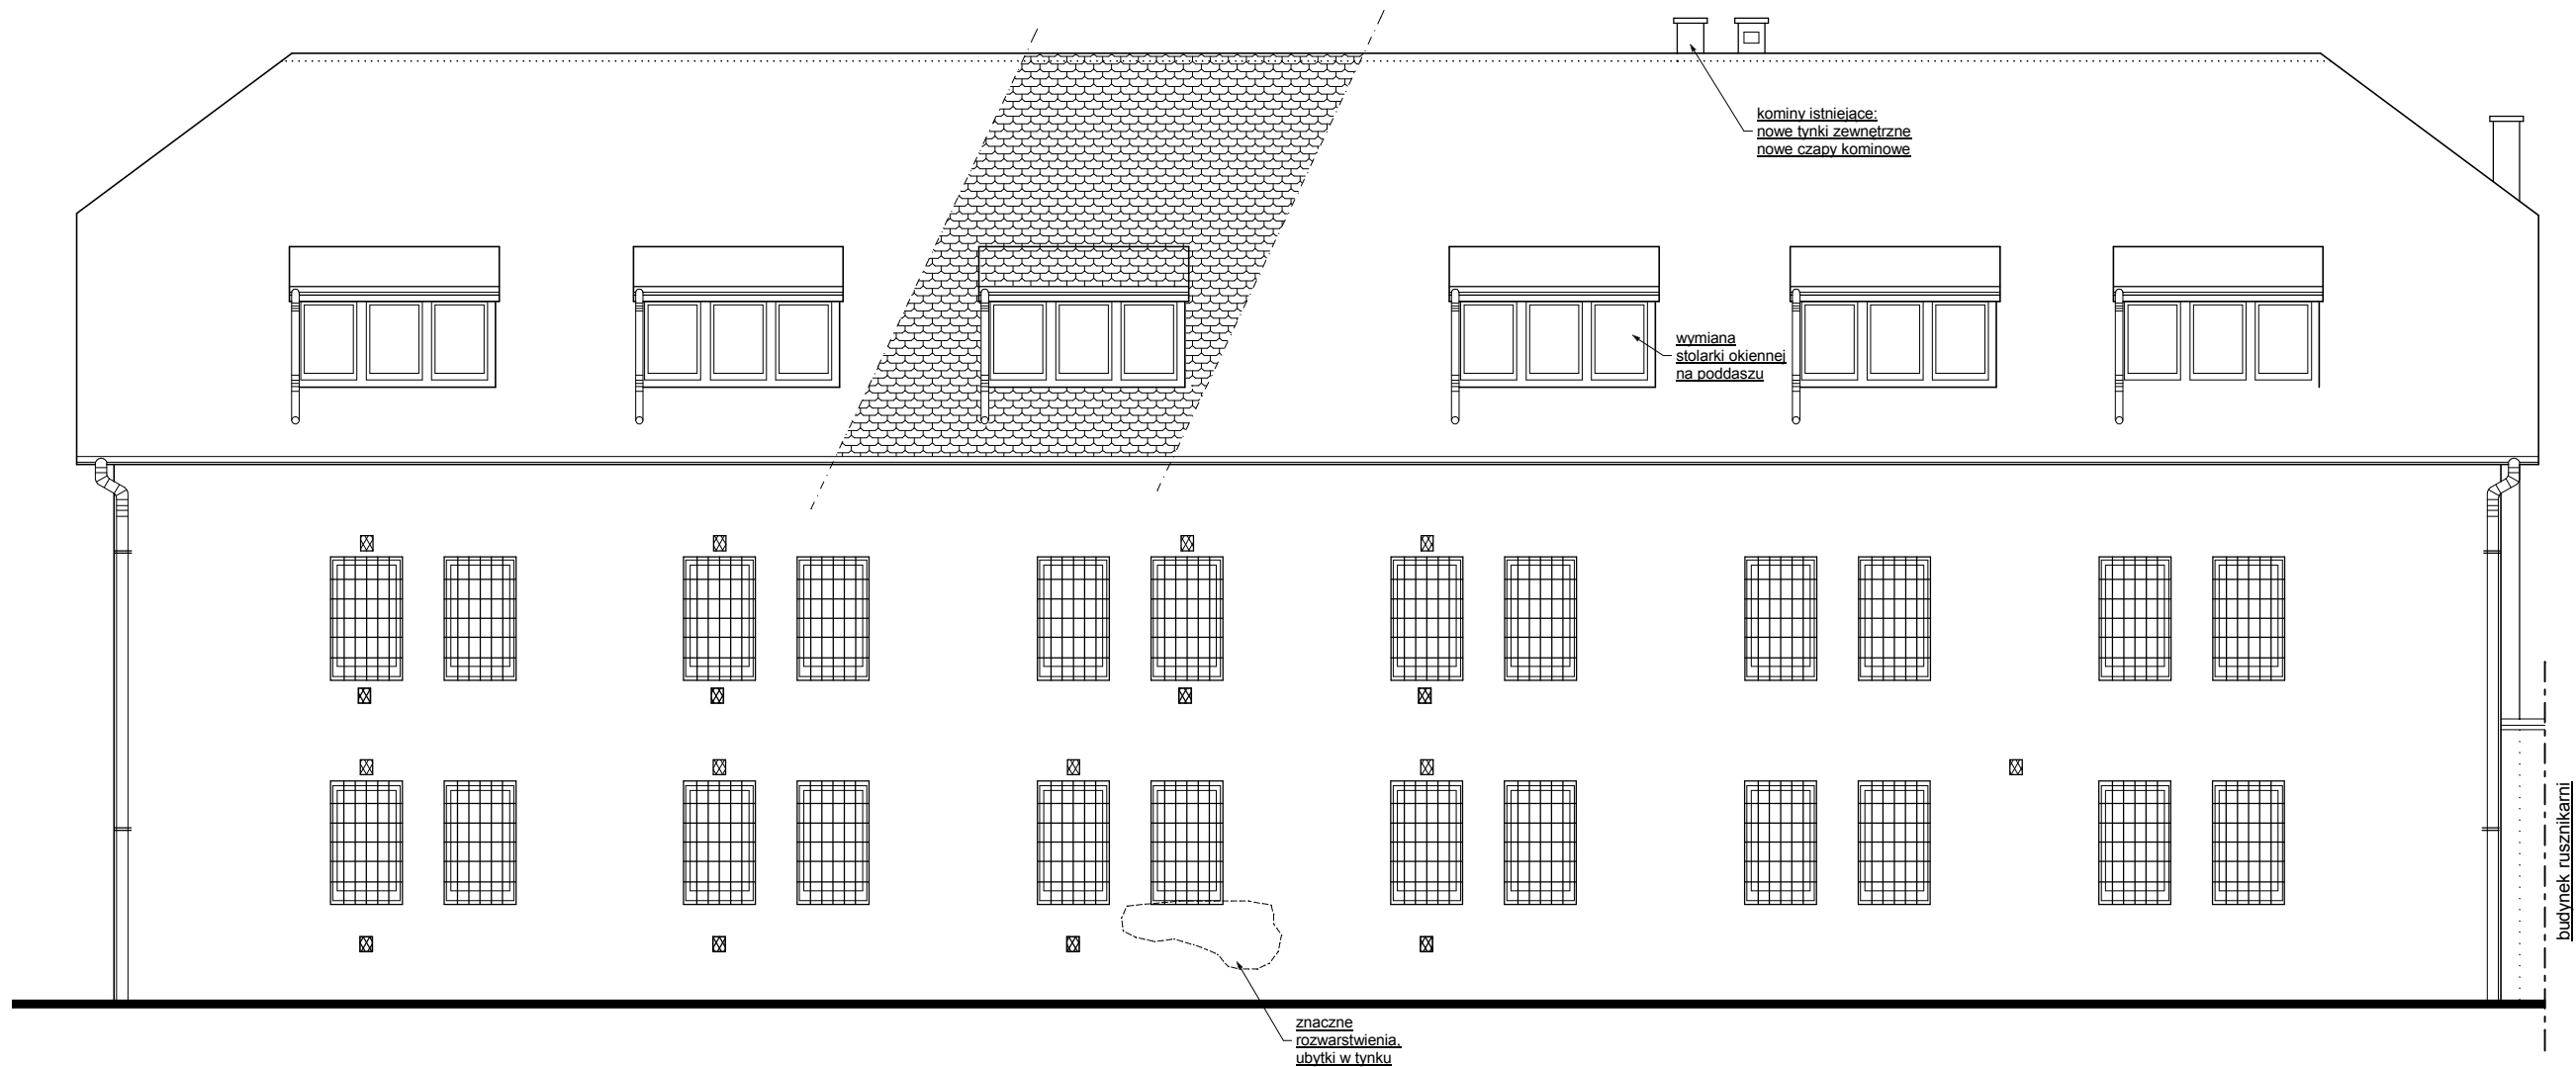 kominy istniejące:
nowe tynki zewnętrzne
nowe czapy kominowe
wymiana
stolarki okiennej
na poddaszu
budynek rusznikarni
znaczne
rozwarstwienia,
ubytki w tynku